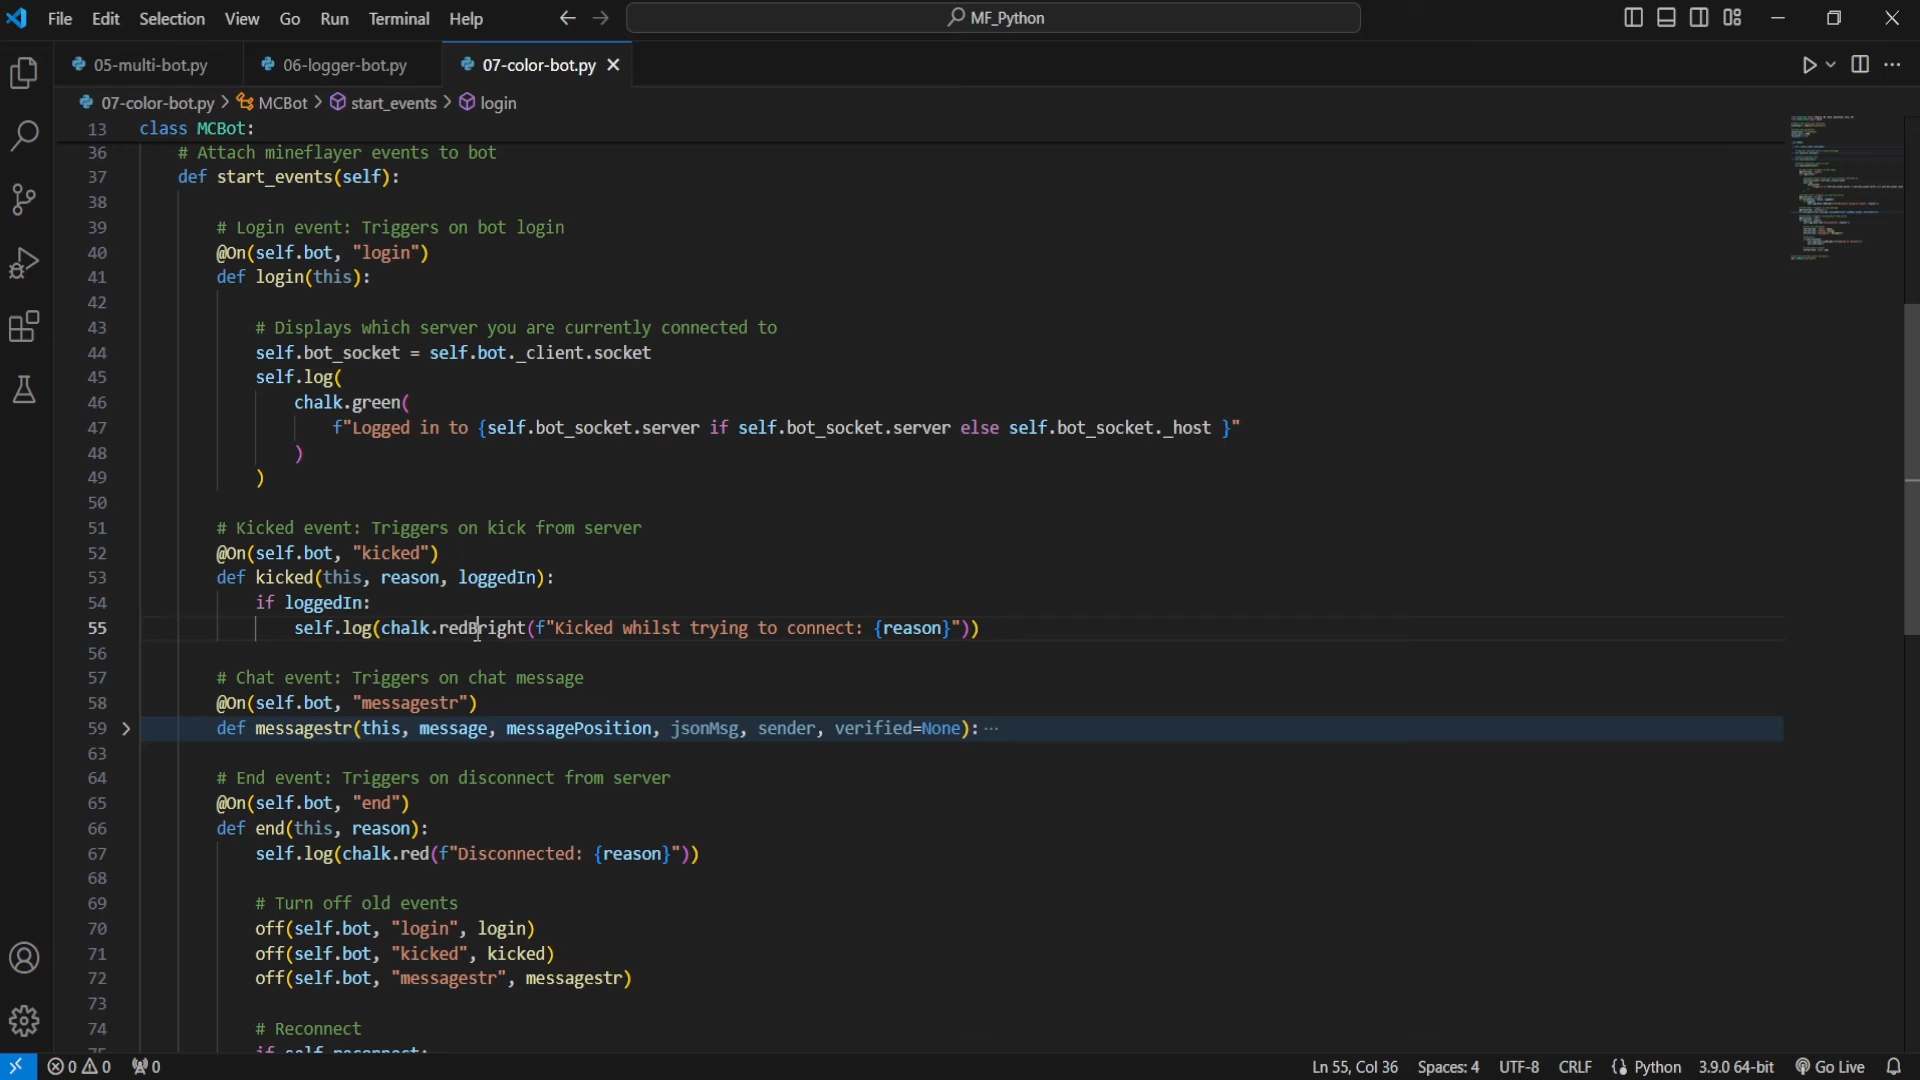 File Edit Selection View Go Run Terminal Help MF_Python
05-multi-bot.py 06-logger-bot.py 07-color-bot.py
07-color-bot.py > MCBot > start_events > login
13 class MCBot:
36 # Attach mineflayer events to bot
37 def start_events(self):
38
39 # Login event: Triggers on bot login
40 @On(self.bot, "login")
41 def login(this):
42
43 # Displays which server you are currently connected to
44 self.bot_socket = self.bot._client.socket
45 self.log(
46 chalk.green(
47 f"Logged in to {self.bot_socket.server if self.bot_socket.server else self.bot_socket._host }"
48 )
49 )
50
51 # Kicked event: Triggers on kick from server
52 @On(self.bot, "kicked")
53 def kicked(this, reason, loggedIn):
54 if loggedIn:
55 self.log(chalk.redBright(f"Kicked whilst trying to connect: {reason}"))
56
57 # Chat event: Triggers on chat message
58 @On(self.bot, "messagestr")
59 def messagestr(this, message, messagePosition, jsonMsg, sender, verified=None): ...
63
64 # End event: Triggers on disconnect from server
65 @On(self.bot, "end")
66 def end(this, reason):
67 self.log(chalk.red(f"Disconnected: {reason}"))
68
69 # Turn off old events
70 off(self.bot, "login", login)
71 off(self.bot, "kicked", kicked)
72 off(self.bot, "messagestr", messagestr)
73
74 # Reconnect
75 if self.reconnect:
0 0 0 Ln 55, Col 36 Spaces: 4 UTF-8 CRLF Python 3.9.0 64-bit Go Live